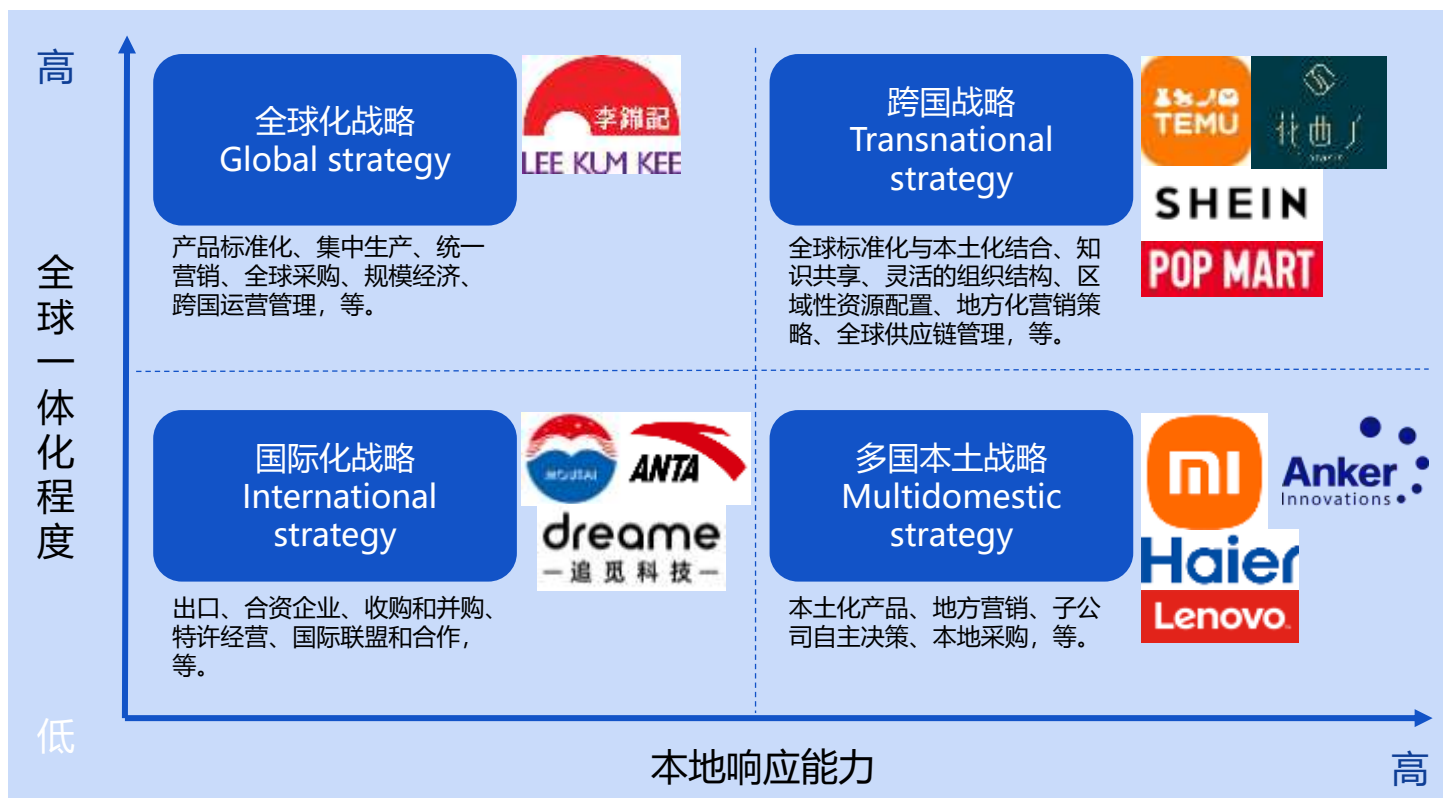 高
全球化战略
Global strategy
李錦記
LEE KUM KEE
产品标准化、集中生产、统一
营销、全球采购、规模经济、
跨国运营管理，等。
跨国战略
Transnational
strategy
TEMU
SHEIN
POP MART
全球标准化与本土化结合、知
识共享、灵活的组织结构、区
域性资源配置、地方化营销策
略、全球供应链管理，等。
全球一体化程度
国际化战略
International
strategy
MOUTAI
ANTA
dreame
追觅科技
出口、合资企业、收购和并购、
特许经营、国际联盟和合作，
等。
多国本土战略
Multidomestic
strategy
mi
Anker
Innovations
Haier
Lenovo
本土化产品、地方营销、子公
司自主决策、本地采购，等。
低
本地响应能力
高